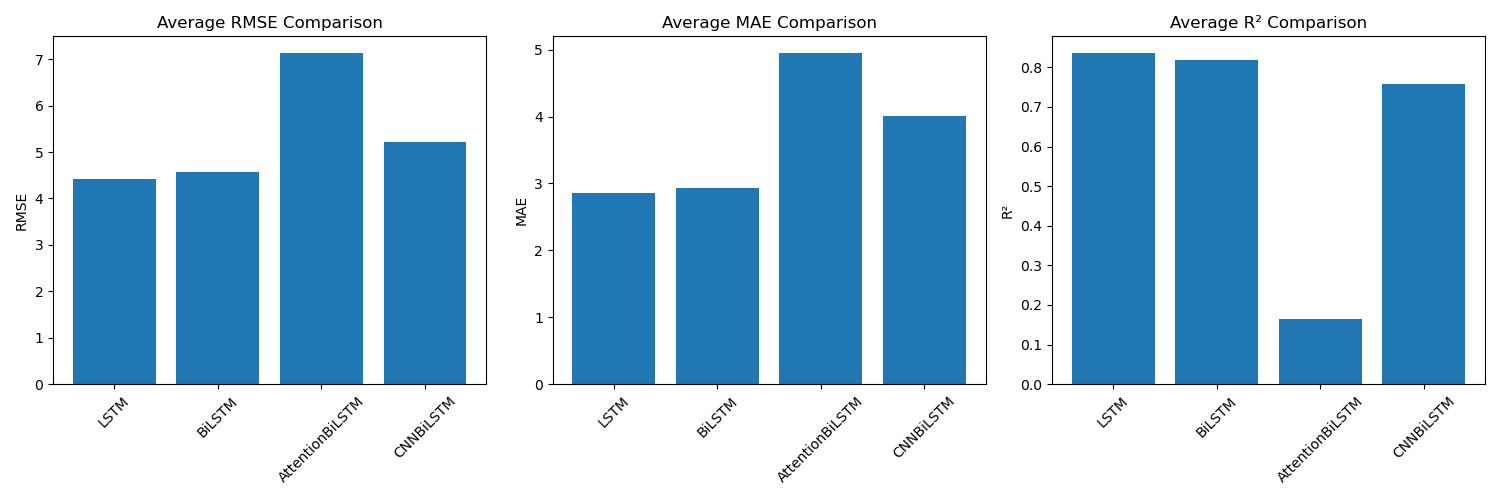 Average RMSE Comparison
RMSE
7
6
5
4
3
2
1
0
LSTM
BiLSTM
AttentionBiLSTM
CNNBiLSTM
Average MAE Comparison
MAE
5
4
3
2
1
0
LSTM
BiLSTM
AttentionBiLSTM
CNNBiLSTM
Average R² Comparison
R²
0.8
0.7
0.6
0.5
0.4
0.3
0.2
0.1
0.0
LSTM
BiLSTM
AttentionBiLSTM
CNNBiLSTM